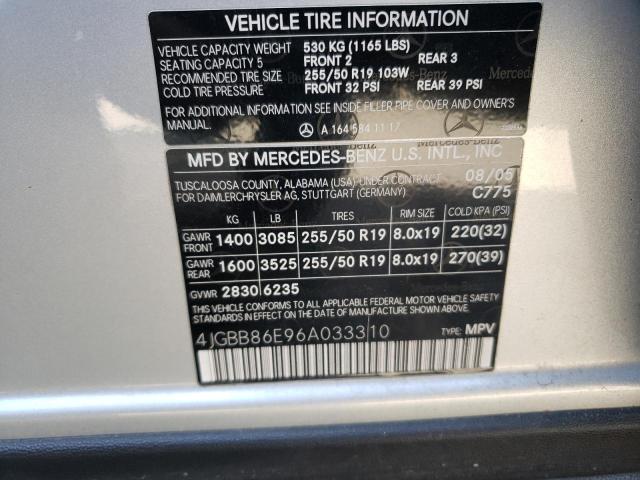 VEHICLE TIRE INFORMATION
VEHICLE CAPACITY WEIGHT 530 KG (1165 LBS)
SEATING CAPACITY 5 FRONT 2 REAR 3
RECOMMENDED TIRE SIZE 255/50 R19 103W
COLD TIRE PRESSURE FRONT 32 PSI REAR 39 PSI
FOR ADDITIONAL INFORMATION SEE INSIDE FILLER PIPE COVER AND OWNER'S
MANUAL.
A 164 584 11 17
MFD BY MERCEDES-BENZ U.S. INTL., INC
TUSCALOOSA COUNTY, ALABAMA (USA) UNDER CONTRACT 08/05
FOR DAIMLERCHRYSLER AG, STUTTGART (GERMANY) C775
KG LB TIRES RIM SIZE COLD KPA (PSI)
GAWR FRONT 1400 3085 255/50 R19 8.0x19 220(32)
GAWR REAR 1600 3525 255/50 R19 8.0x19 270(39)
GVWR 2830 6235
THIS VEHICLE CONFORMS TO ALL APPLICABLE FEDERAL MOTOR VEHICLE SAFETY
STANDARDS IN EFFECT ON THE DATE OF MANUFACTURE SHOWN ABOVE.
4JGBB86E96A033310 TYPE: MPV